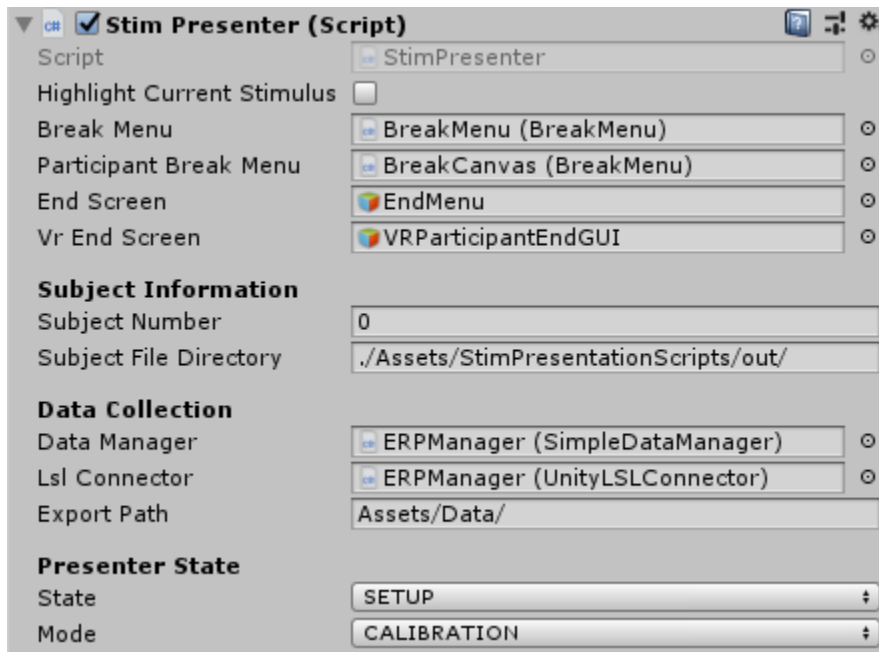 Stim Presenter (Script)
Script StimPresenter
Highlight Current Stimulus
Break Menu BreakMenu (BreakMenu)
Participant Break Menu BreakCanvas (BreakMenu)
End Screen EndMenu
Vr End Screen VRParticipantEndGUI
Subject Information
Subject Number 0
Subject File Directory ./Assets/StimPresentationScripts/out/
Data Collection
Data Manager ERPManager (SimpleDataManager)
Lsl Connector ERPManager (UnityLSLConnector)
Export Path Assets/Data/
Presenter State
State SETUP
Mode CALIBRATION